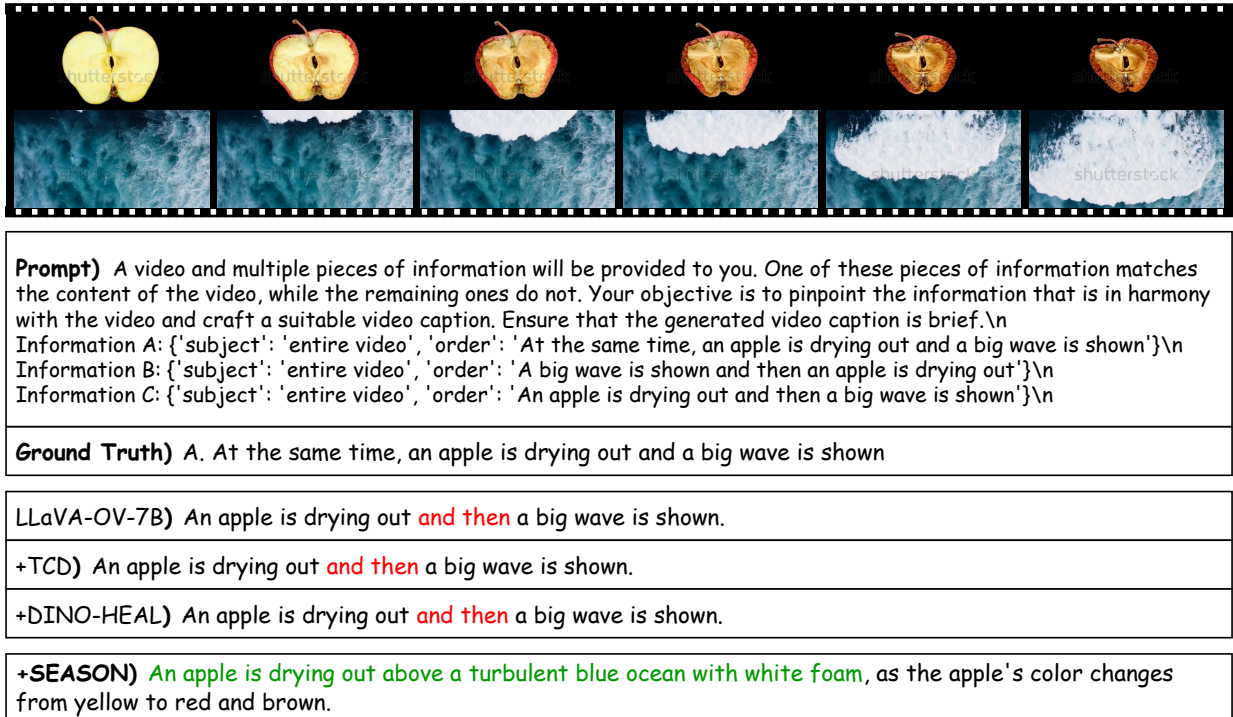 shutterstock shutterstock shutterstock shutterstock shutterstock shutterstock
shutterstock shutterstock shutterstock shutterstock shutterstock shutterstock
Prompt) A video and multiple pieces of information will be provided to you. One of these pieces of information matches
the content of the video, while the remaining ones do not. Your objective is to pinpoint the information that is in harmony
with the video and craft a suitable video caption. Ensure that the generated video caption is brief.\n
Information A: {'subject': 'entire video', 'order': 'At the same time, an apple is drying out and a big wave is shown'}\n
Information B: {'subject': 'entire video', 'order': 'A big wave is shown and then an apple is drying out'}\n
Information C: {'subject': 'entire video', 'order': 'An apple is drying out and then a big wave is shown'}\n
Ground Truth) A. At the same time, an apple is drying out and a big wave is shown
LLaVA-OV-7B) An apple is drying out and then a big wave is shown.
+TCD) An apple is drying out and then a big wave is shown.
+DINO-HEAL) An apple is drying out and then a big wave is shown.
+SEASON) An apple is drying out above a turbulent blue ocean with white foam, as the apple's color changes
from yellow to red and brown.